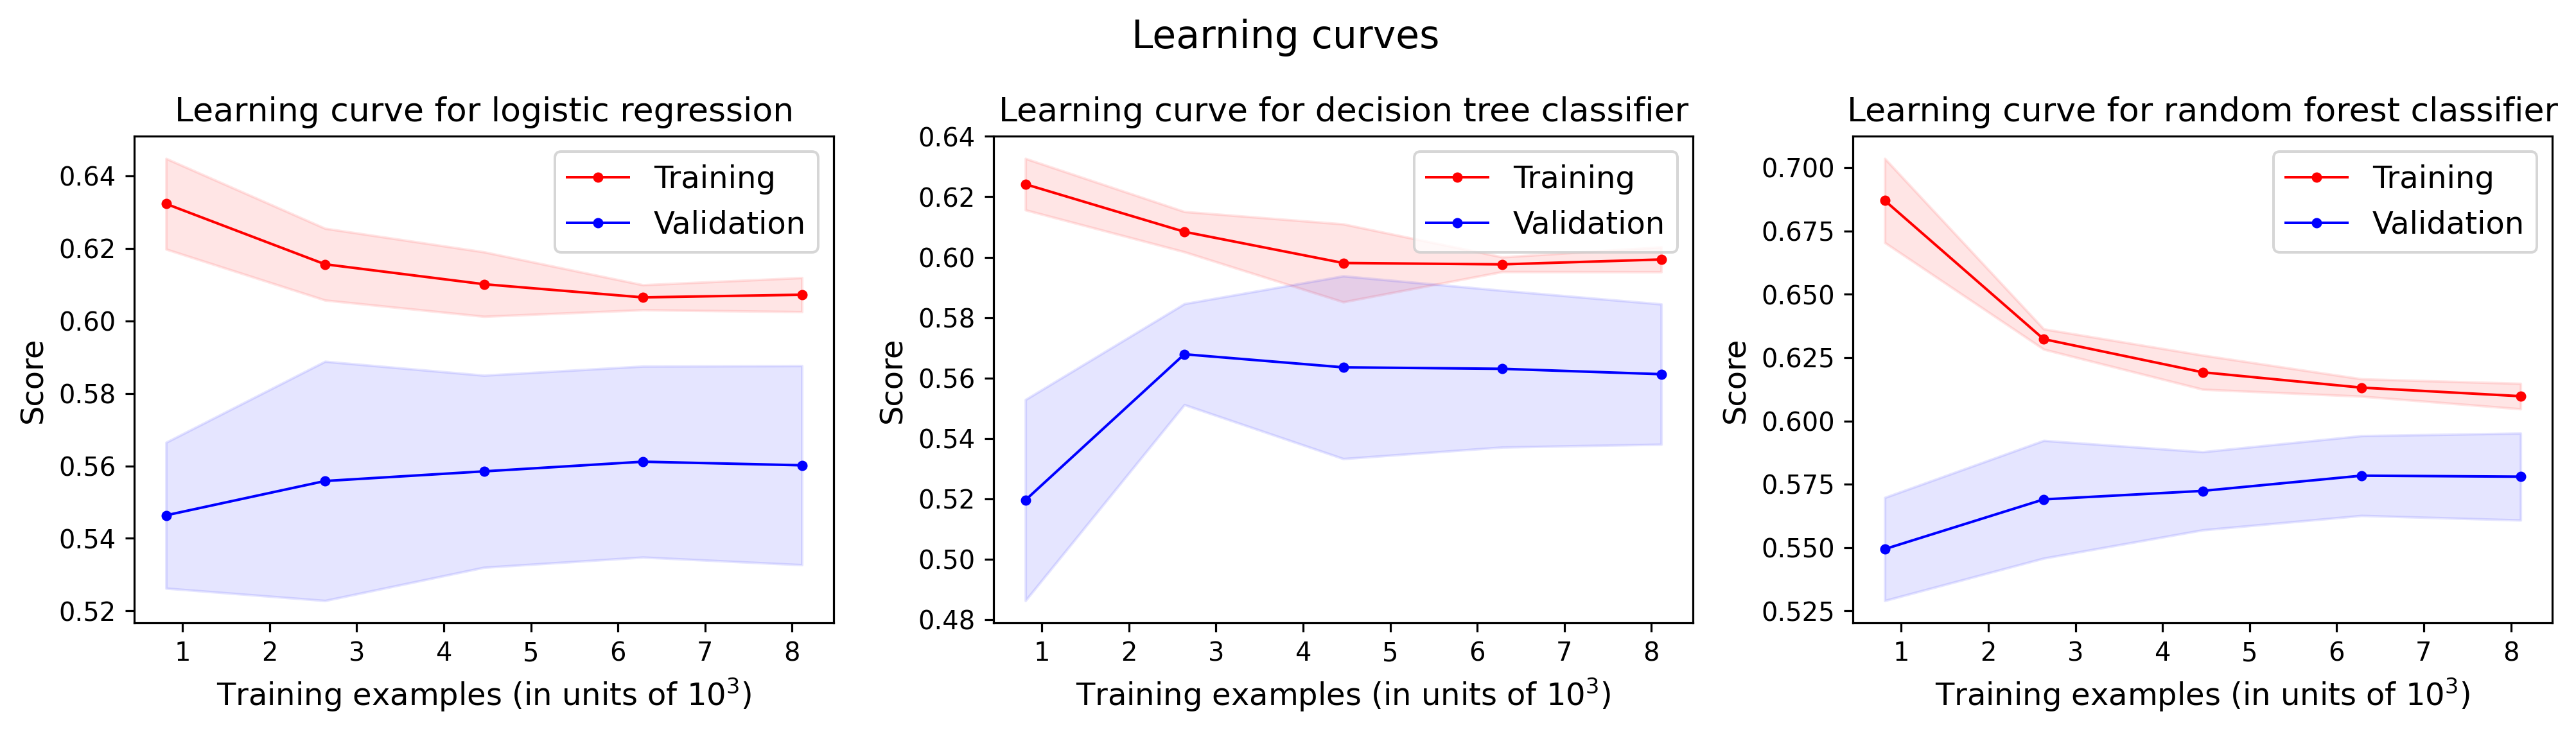 Learning curves
Learning curve for logistic regression
Score
0.64
0.62
0.60
0.58
0.56
0.54
0.52
Training
Validation
1 2 3 4 5 6 7 8
Training examples (in units of 10³)
Learning curve for decision tree classifier
Score
0.64
0.62
0.60
0.58
0.56
0.54
0.52
0.50
0.48
Training
Validation
1 2 3 4 5 6 7 8
Training examples (in units of 10³)
Learning curve for random forest classifier
Score
0.700
0.675
0.650
0.625
0.600
0.575
0.550
0.525
Training
Validation
1 2 3 4 5 6 7 8
Training examples (in units of 10³)